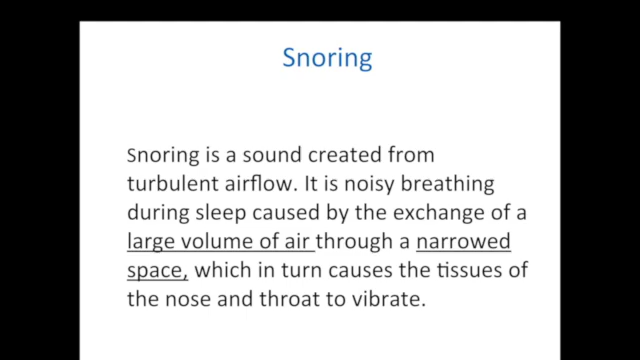 Snoring
Snoring is a sound created from
turbulent airflow. It is noisy breathing
during sleep caused by the exchange of a
large volume of air through a narrowed
space, which in turn causes the tissues of
the nose and throat to vibrate.